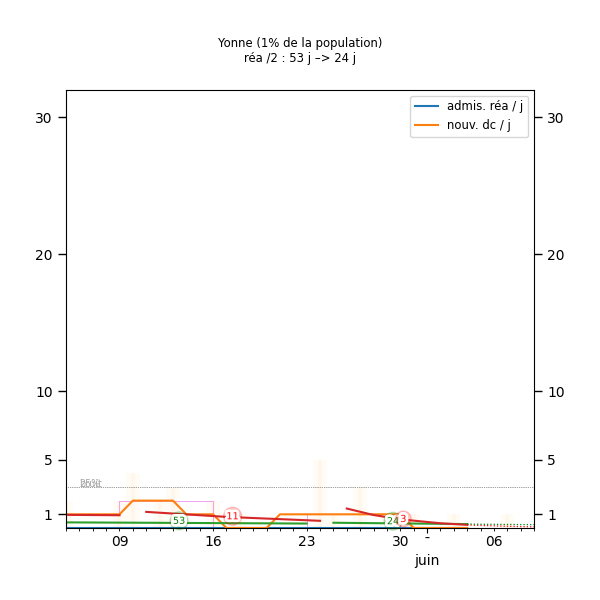 Yonne (1% de la population)
réa /2 : 53 j –> 24 j
admis. réa / j
nouv. dc / j
30 30
20 20
10 10
5 5
1 1
53 11 24 3
09 16 23 30 - 06
juin